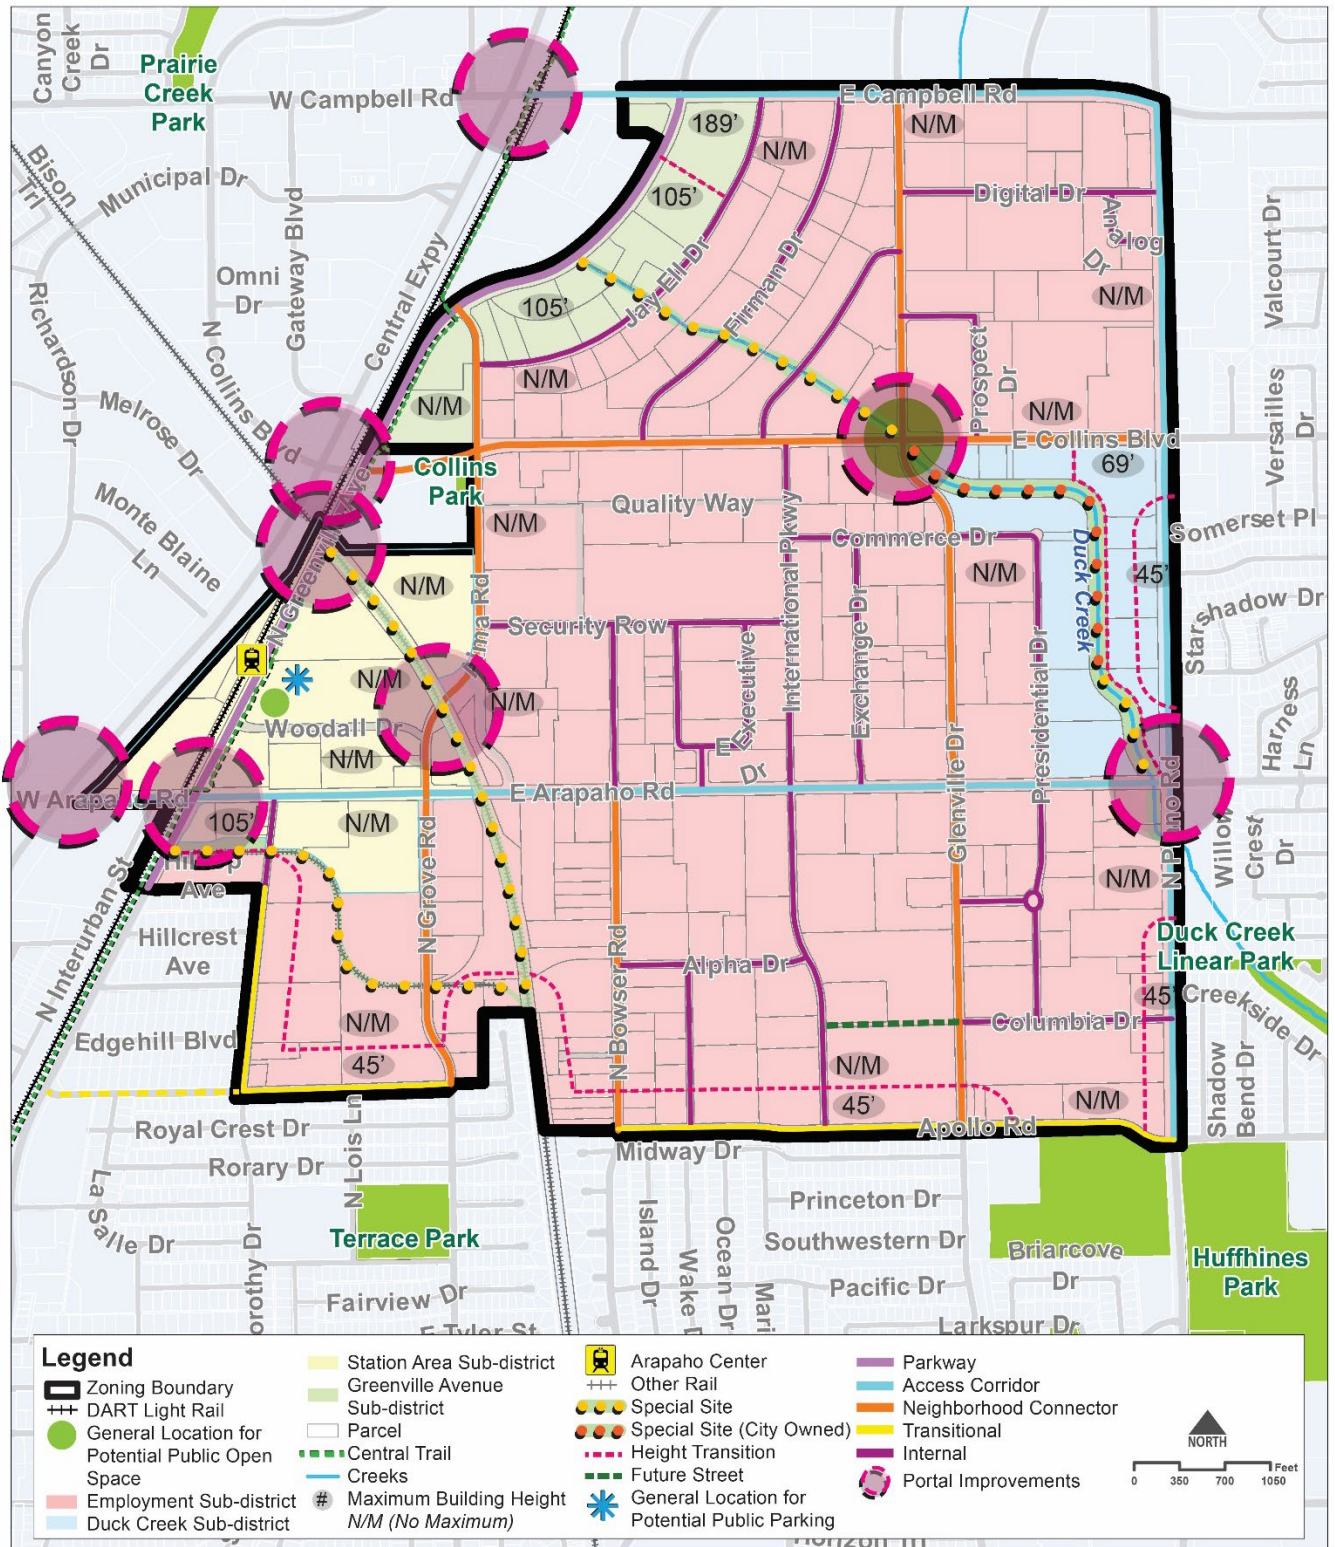 Canyon
Creek
Dr
Prairie
Creek
Park
W Campbell Rd
E Campbell Rd
189'
N/M
N/M
Bison
Trl
Municipal Dr
105'
Digital Dr
Analog
Dr
Gateway Blvd
Omni
Dr
Central Expy
Valcourt Dr
Richardson Dr
N Collins Blvd
105'
Jay Ell Dr
Firman Dr
N/M
Prospect
Dr
Versailles
Dr
Melrose Dr
N/M
N/M
N/M
E Collins Blvd
69'
Collins
Park
Monte Blaine
Ln
N/M
Quality Way
International Pkwy
Commerce Dr
Somerset Pl
N Greenville Ave
N/M
Alma Rd
N/M
Duck Creek
45'
Starshadow Dr
Security Row
Executive
E
Dr
Exchange Dr
Presidential Dr
N/M
N/M
Woodall Dr
N/M
Harness
Ln
W Arapaho Rd
E Arapaho Rd
Glenville Dr
N Plano Rd
105'
N/M
Willow
Crest
Dr
N/M
Ave
N Interurban St
Hillcrest
Ave
N Grove Rd
N Bowser Rd
Alpha Dr
Duck Creek
Linear Park
45'
Creekside Dr
Edgehill Blvd
N/M
45'
Columbia Dr
N/M
45'
N/M
Shadow
Bend Dr
Royal Crest Dr
N Lois Ln
Apollo Rd
Rorary Dr
Midway Dr
La Salle Dr
Terrace Park
Island Dr
Ocean Dr
Princeton Dr
Southwestern Dr
Briarcove
Dr
Huffhines
Park
Pacific Dr
Fairview Dr
E Tyler St
Larkspur Dr
Legend
Zoning Boundary
DART Light Rail
General Location for
Potential Public Open
Space
Employment Sub-district
Duck Creek Sub-district
Station Area Sub-district
Greenville Avenue
Sub-district
Parcel
Central Trail
Creeks
# Maximum Building Height
N/M (No Maximum)
Arapaho Center
Other Rail
Special Site
Special Site (City Owned)
Height Transition
Future Street
General Location for
Potential Public Parking
Parkway
Access Corridor
Neighborhood Connector
Transitional
Internal
Portal Improvements
NORTH
Feet
0 350 700 1050